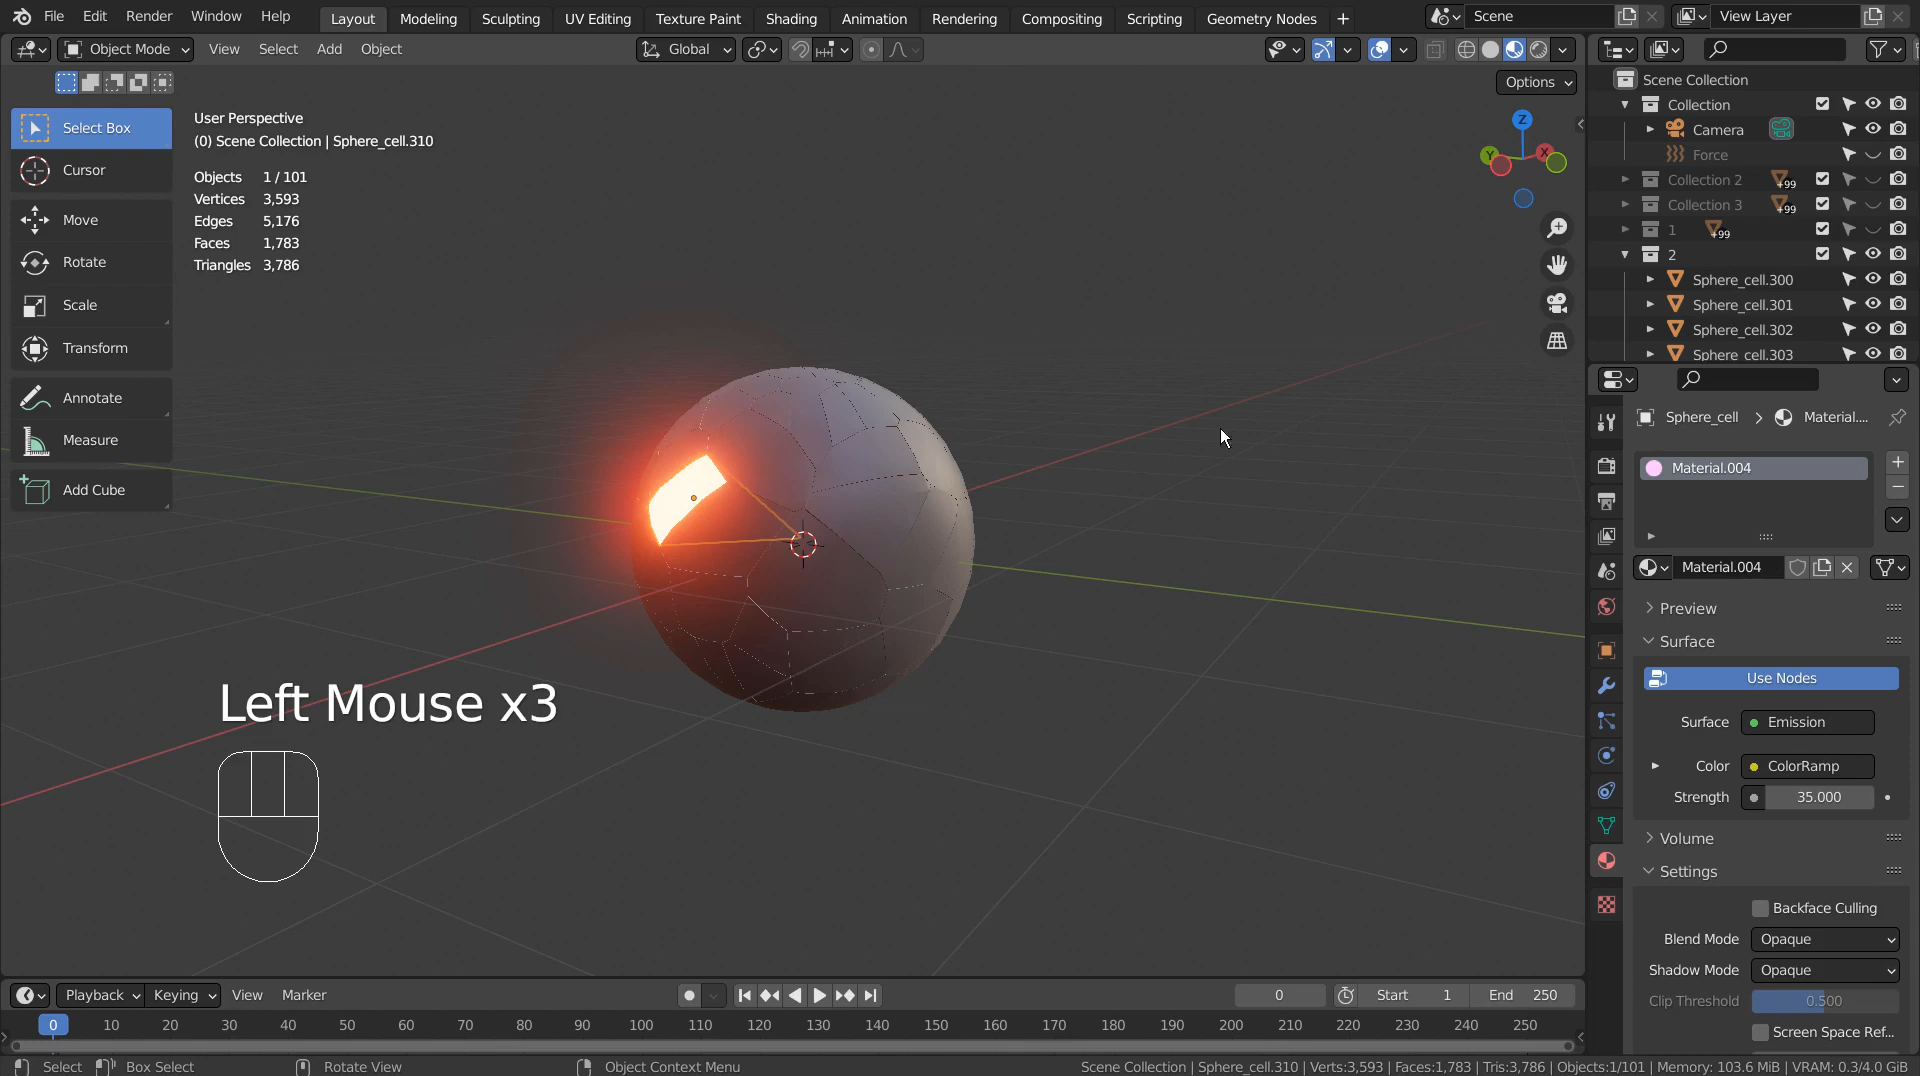 File Edit Render Window Help Layout Modeling Sculpting UV Editing Texture Paint Shading Animation Rendering Compositing Scripting Geometry Nodes + Scene View Layer
Object Mode View Select Add Object Global
Options
Select Box
Cursor
Move
Rotate
Scale
Transform
Annotate
Measure
Add Cube
User Perspective
(0) Scene Collection | Sphere_cell.310
Objects 1 / 101
Vertices 3,593
Edges 5,176
Faces 1,783
Triangles 3,786
Z
Y X
Left Mouse x3
Scene Collection
Collection
Camera
Force
Collection 2 +99
Collection 3 +99
1 +99
2
Sphere_cell.300
Sphere_cell.301
Sphere_cell.302
Sphere_cell.303
Sphere_cell > Material....
Material.004
Material.004
Preview
Surface
Use Nodes
Surface Emission
Color ColorRamp
Strength 35.000
Volume
Settings
Backface Culling
Blend Mode Opaque
Shadow Mode Opaque
Clip Threshold 0.500
Screen Space Ref...
Playback Keying View Marker 0 Start 1 End 250
0 10 20 30 40 50 60 70 80 90 100 110 120 130 140 150 160 170 180 190 200 210 220 230 240 250
Select Box Select Rotate View Object Context Menu Scene Collection | Sphere_cell.310 | Verts:3,593 | Faces:1,783 | Tris:3,786 | Objects:1/101 | Memory: 103.6 MiB | VRAM: 0.3/4.0 GiB